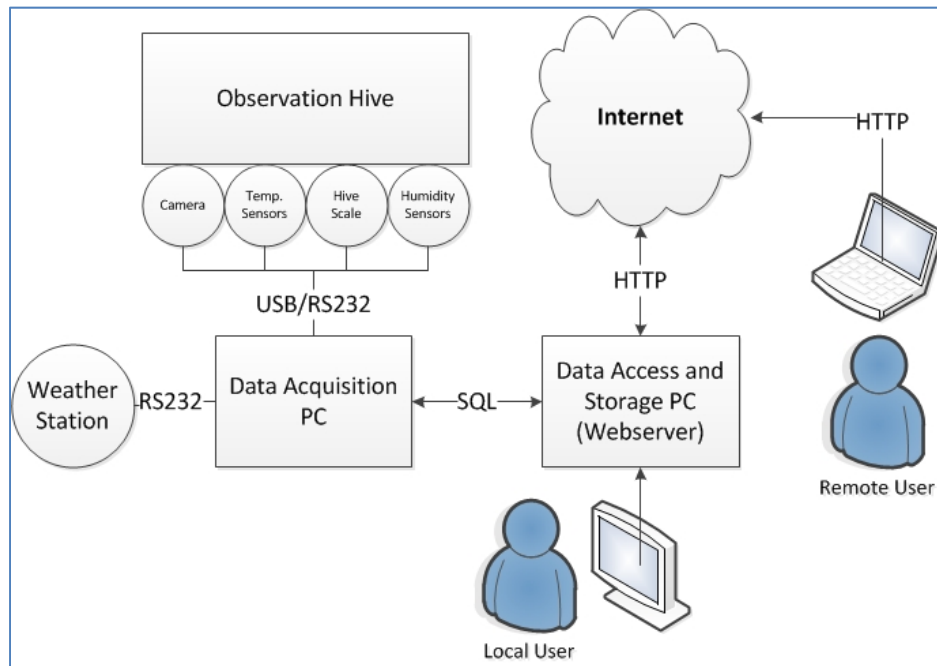 Observation Hive
Internet
HTTP
Camera
Temp.
Sensors
Hive
Scale
Humidity
Sensors
HTTP
USB/RS232
Weather
Station
RS232
Data Acquisition
PC
SQL
Data Access and
Storage PC
(Webserver)
Remote User
Local User